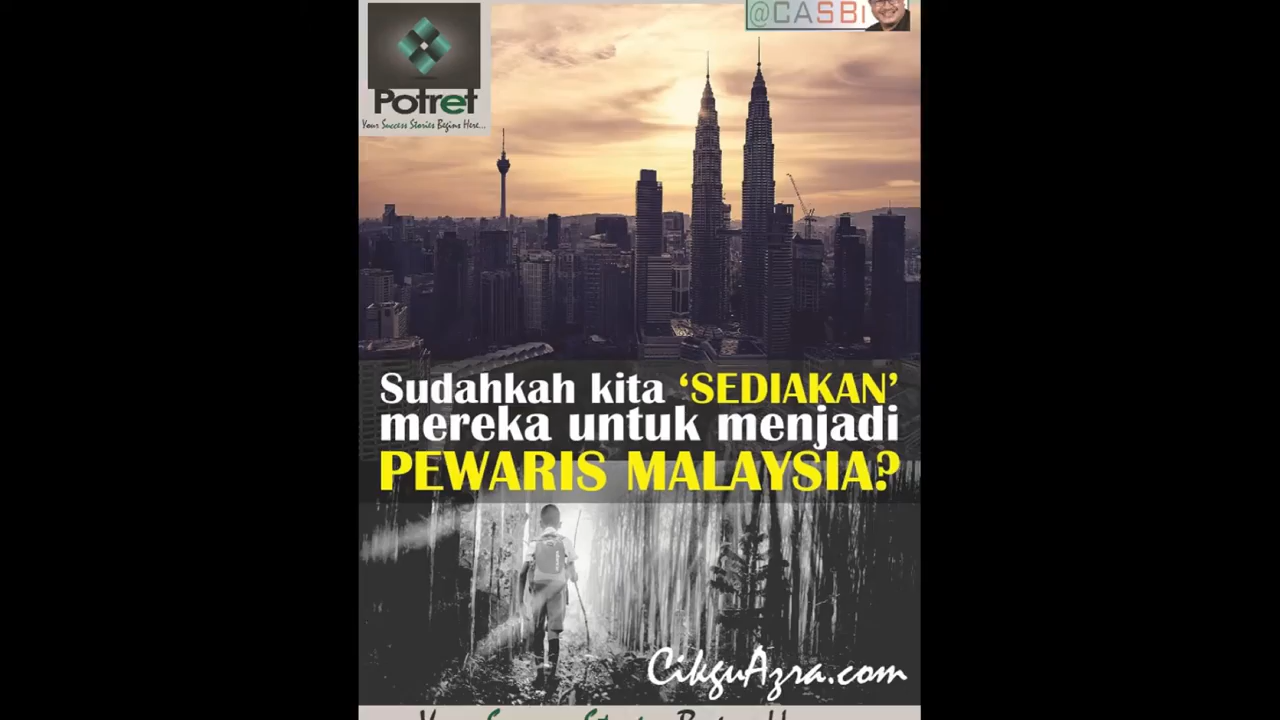 @CASBi
Potret
Your Success Stories Begins Here...
Sudahkah kita ‘SEDIAKAN’
mereka untuk menjadi
PEWARIS MALAYSIA?
CikguAzra.com